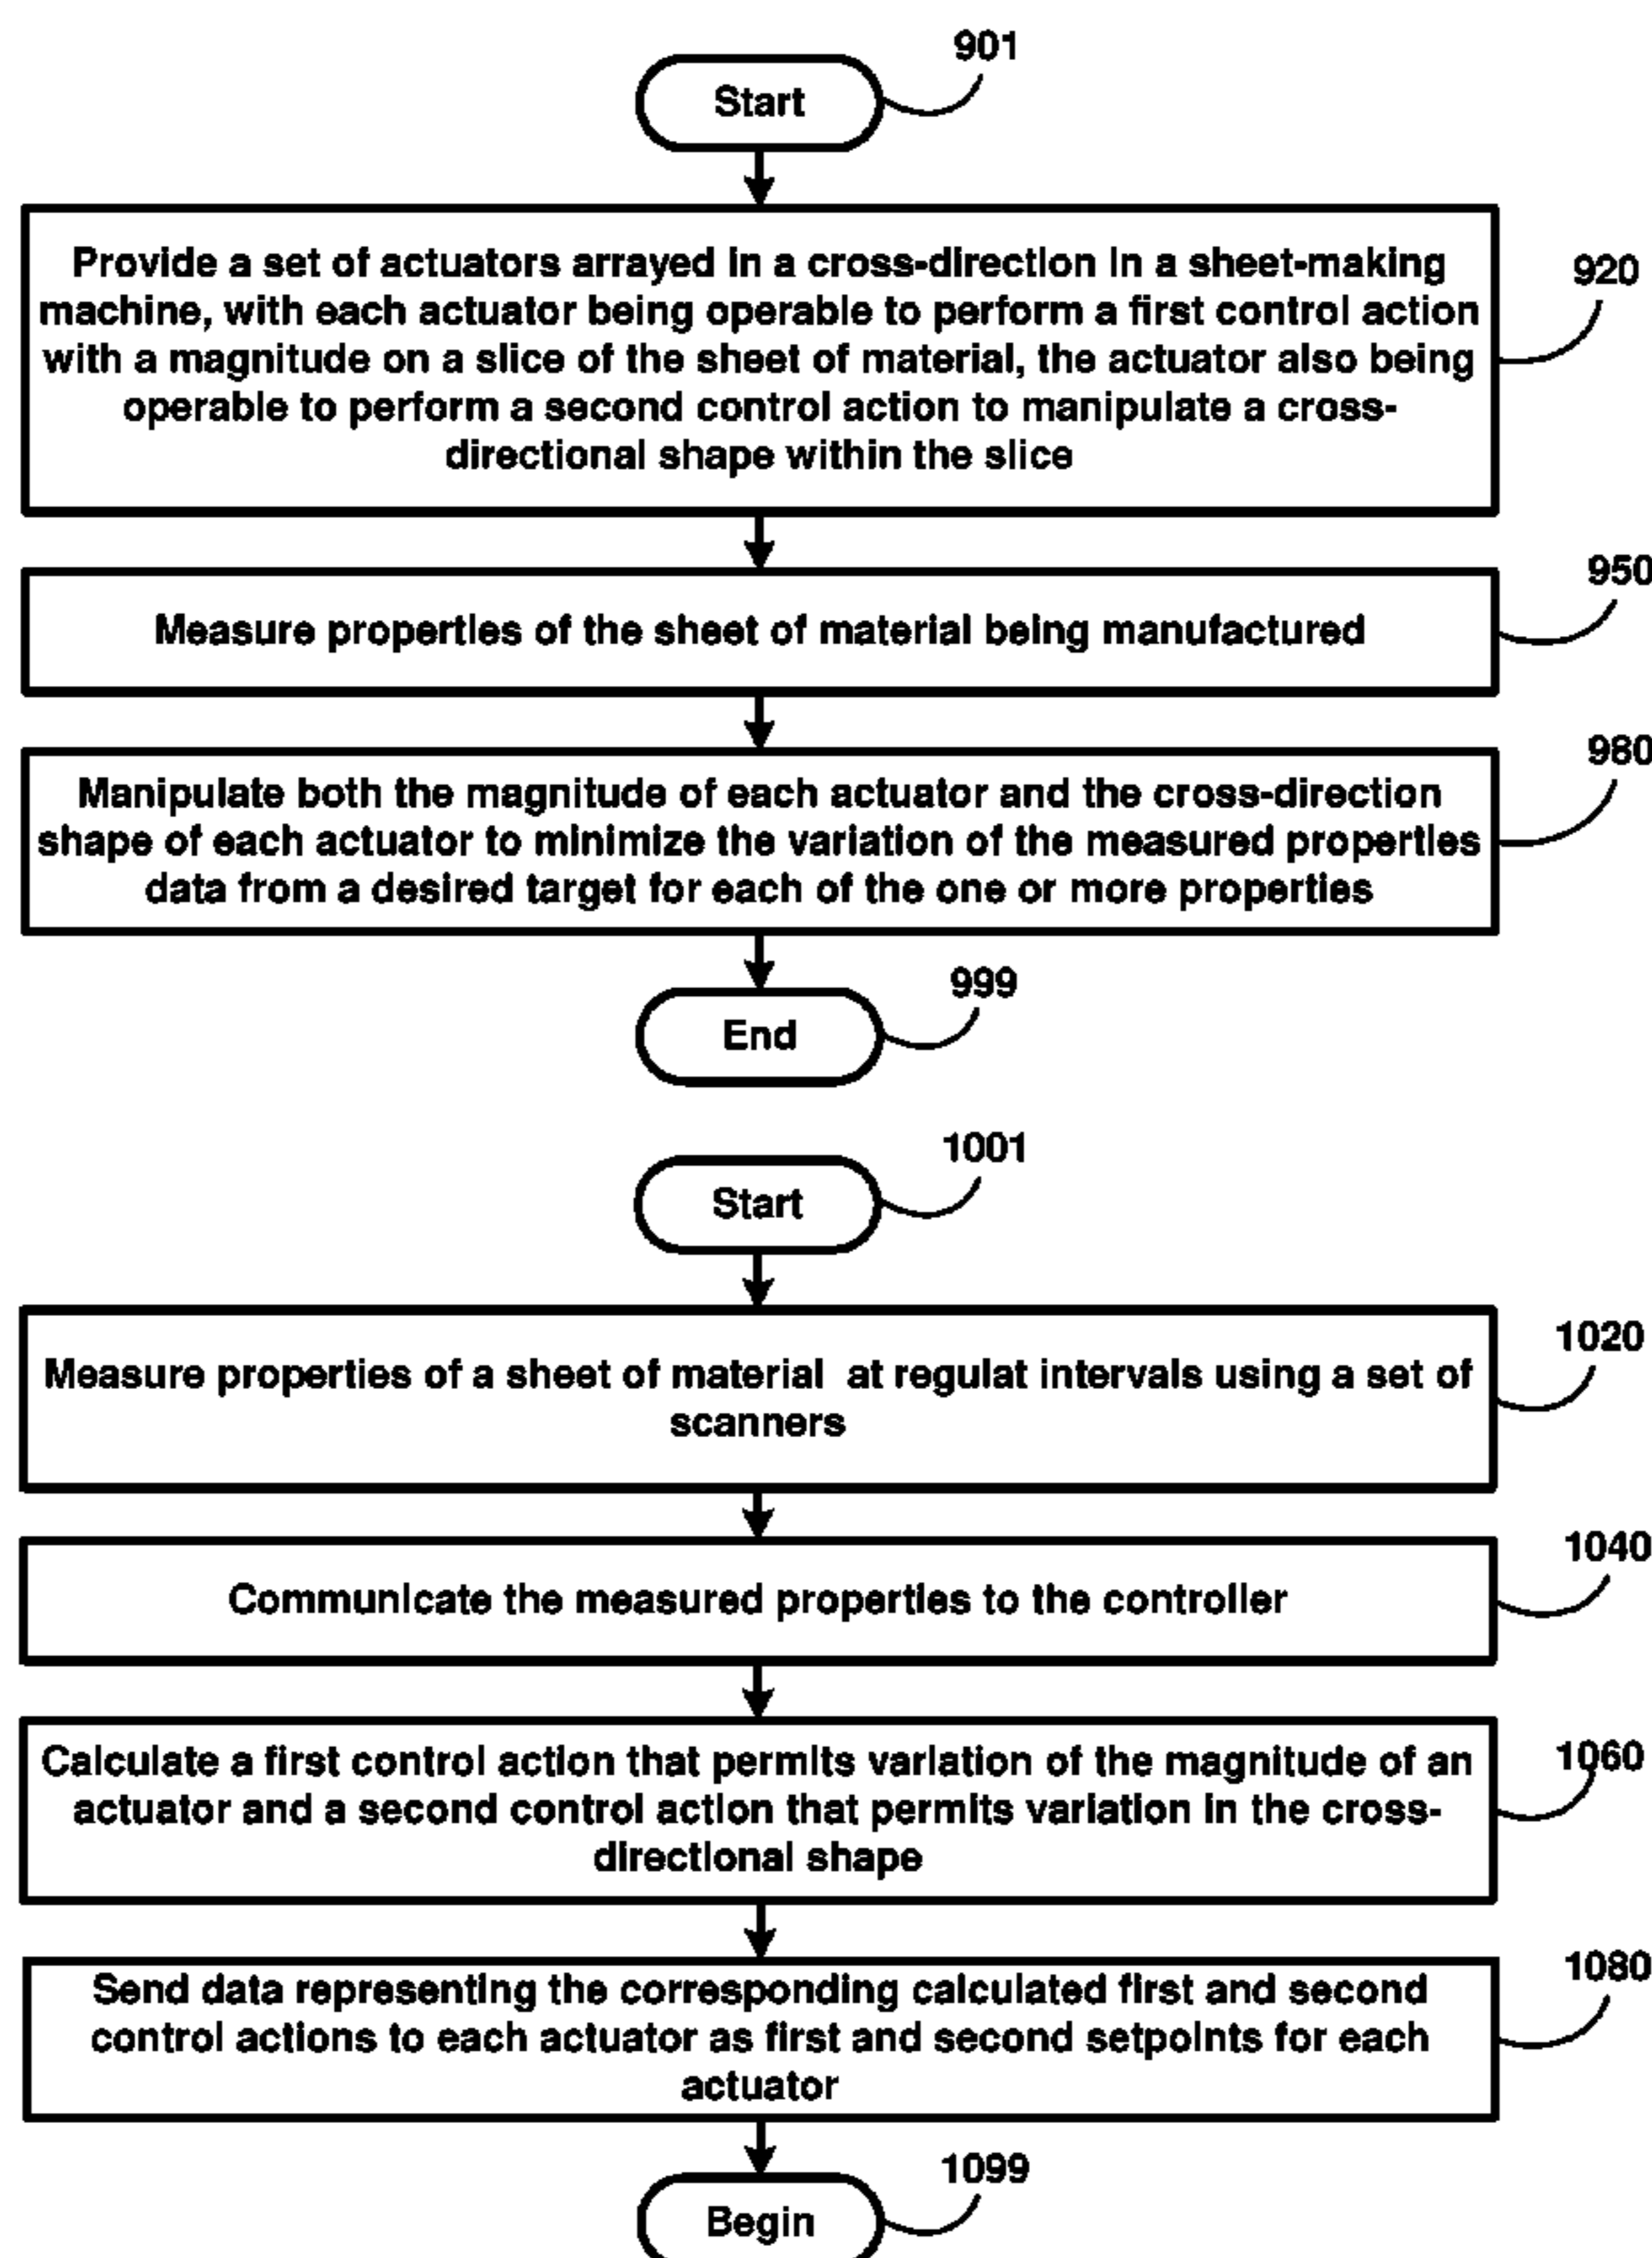 901
Start
Provide a set of actuators arrayed in a cross-direction in a sheet-making
machine, with each actuator being operable to perform a first control action
with a magnitude on a slice of the sheet of material, the actuator also being
operable to perform a second control action to manipulate a cross-
directional shape within the slice
920
Measure properties of the sheet of material being manufactured
950
Manipulate both the magnitude of each actuator and the cross-direction
shape of each actuator to minimize the variation of the measured properties
data from a desired target for each of the one or more properties
980
End
999
Start
1001
Measure properties of a sheet of material at regulat intervals using a set of
scanners
1020
Communicate the measured properties to the controller
1040
Calculate a first control action that permits variation of the magnitude of an
actuator and a second control action that permits variation in the cross-
directional shape
1060
Send data representing the corresponding calculated first and second
control actions to each actuator as first and second setpoints for each
actuator
1080
Begin
1099